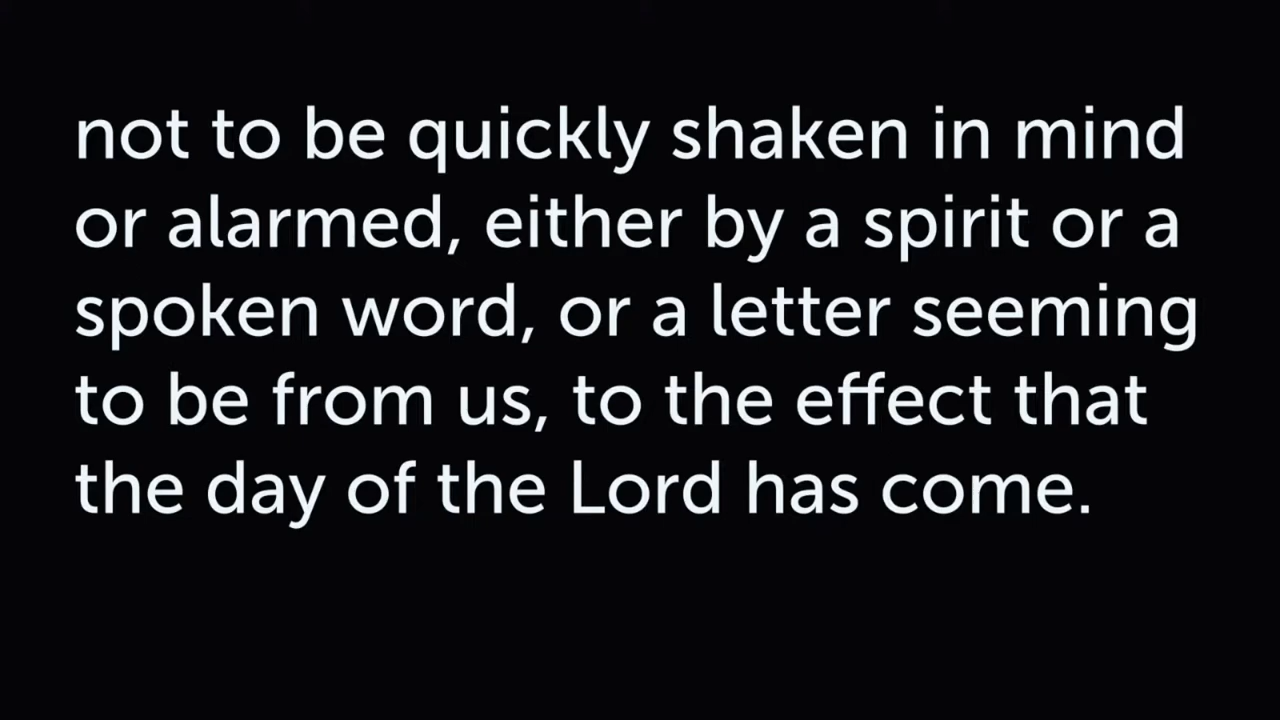 not to be quickly shaken in mind
or alarmed, either by a spirit or a
spoken word, or a letter seeming
to be from us, to the effect that
the day of the Lord has come.